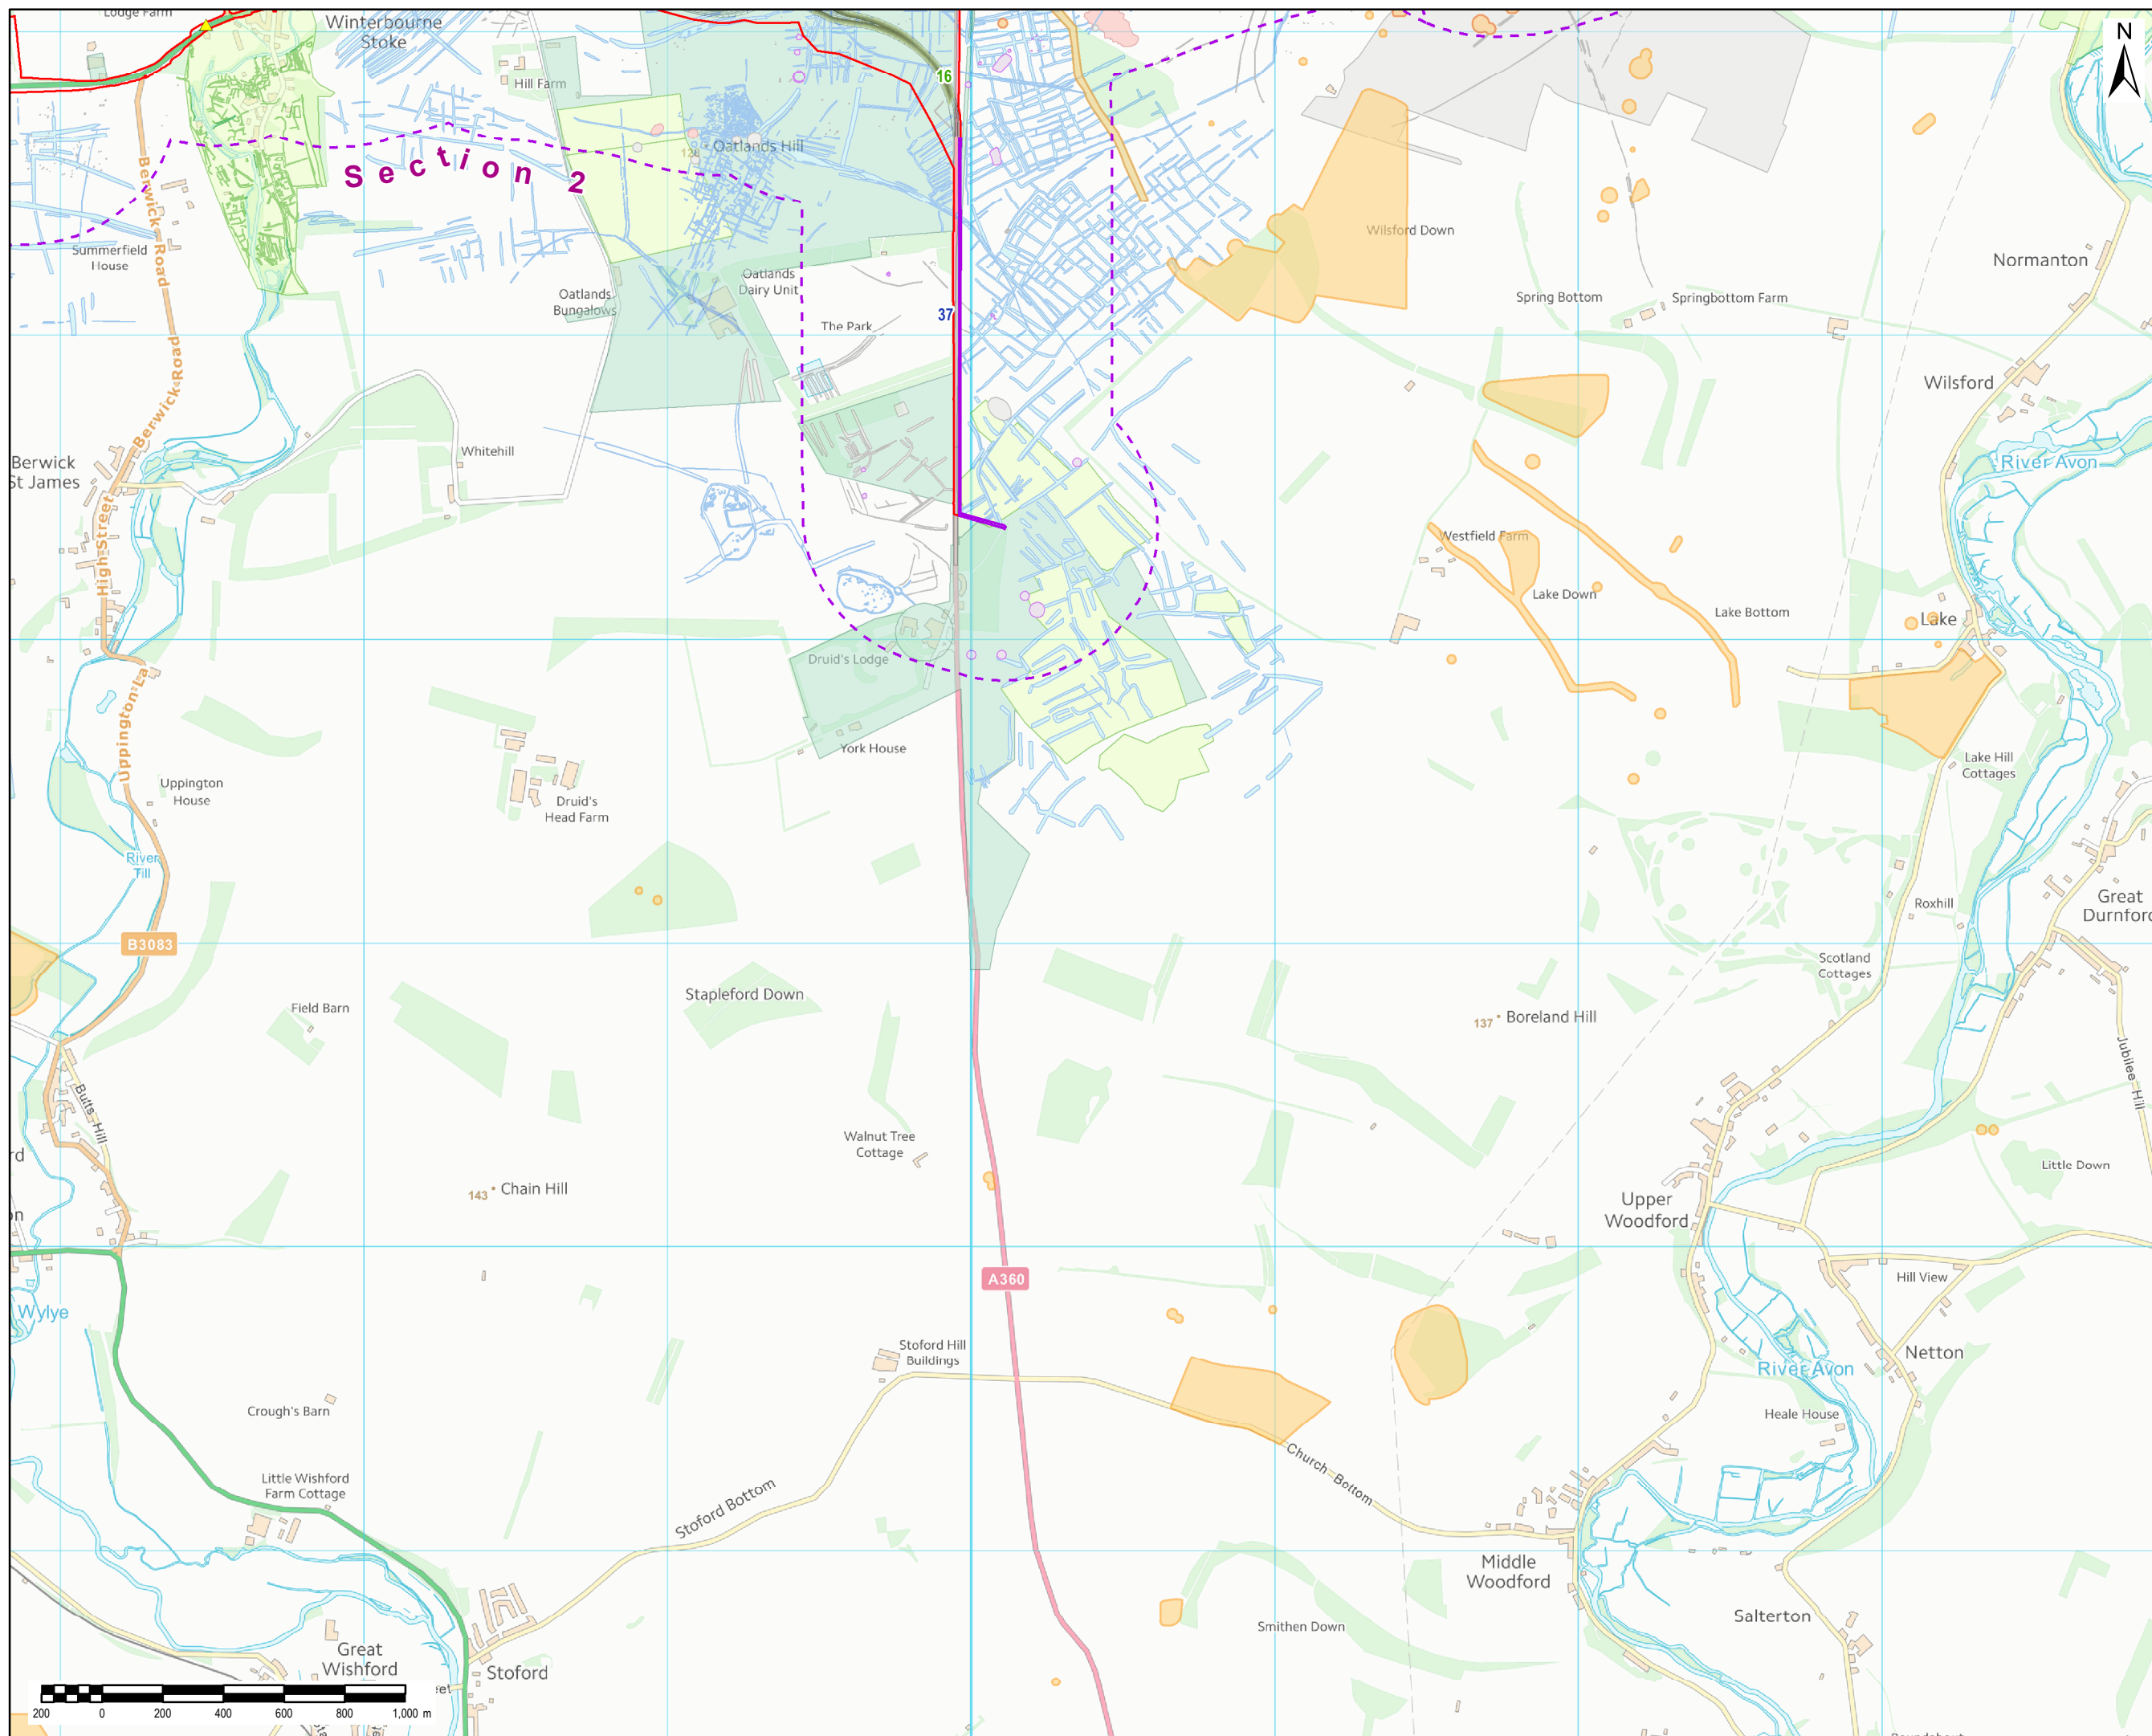 Lodge Farm
Winterbourne
Stoke
N
16
Hill Farm
Oatlands Hill
128
Section 2
Berwick Road
Wilsford Down
Summerfield
House
Normanton
Oatlands
Dairy Unit
Oatlands
Bungalows
Spring Bottom
Springbottom Farm
37
The Park
Berwick Road
Wilsford
Whitehill
Berwick
St James
River Avon
High Street
Westfield Farm
Lake Down
Lake Bottom
Lake
Druid's Lodge
Uppington La
York House
Lake Hill
Cottages
Uppington
House
Druid's
Head Farm
River
Till
Great
Durnford
Roxhill
B3083
Scotland
Cottages
Stapleford Down
Field Barn
137
Boreland Hill
Jubilee Hill
Butts Hill
Walnut Tree
Cottage
Little Down
143
Chain Hill
Upper
Woodford
A360
Hill View
Wylye
Stoford Hill
Buildings
Netton
River Avon
Crough's Barn
Heale House
Church Bottom
Little Wishford
Farm Cottage
Stoford Bottom
Middle
Woodford
Salterton
Smithen Down
Great
Wishford
Stoford
200 0 200 400 600 800 1,000 m